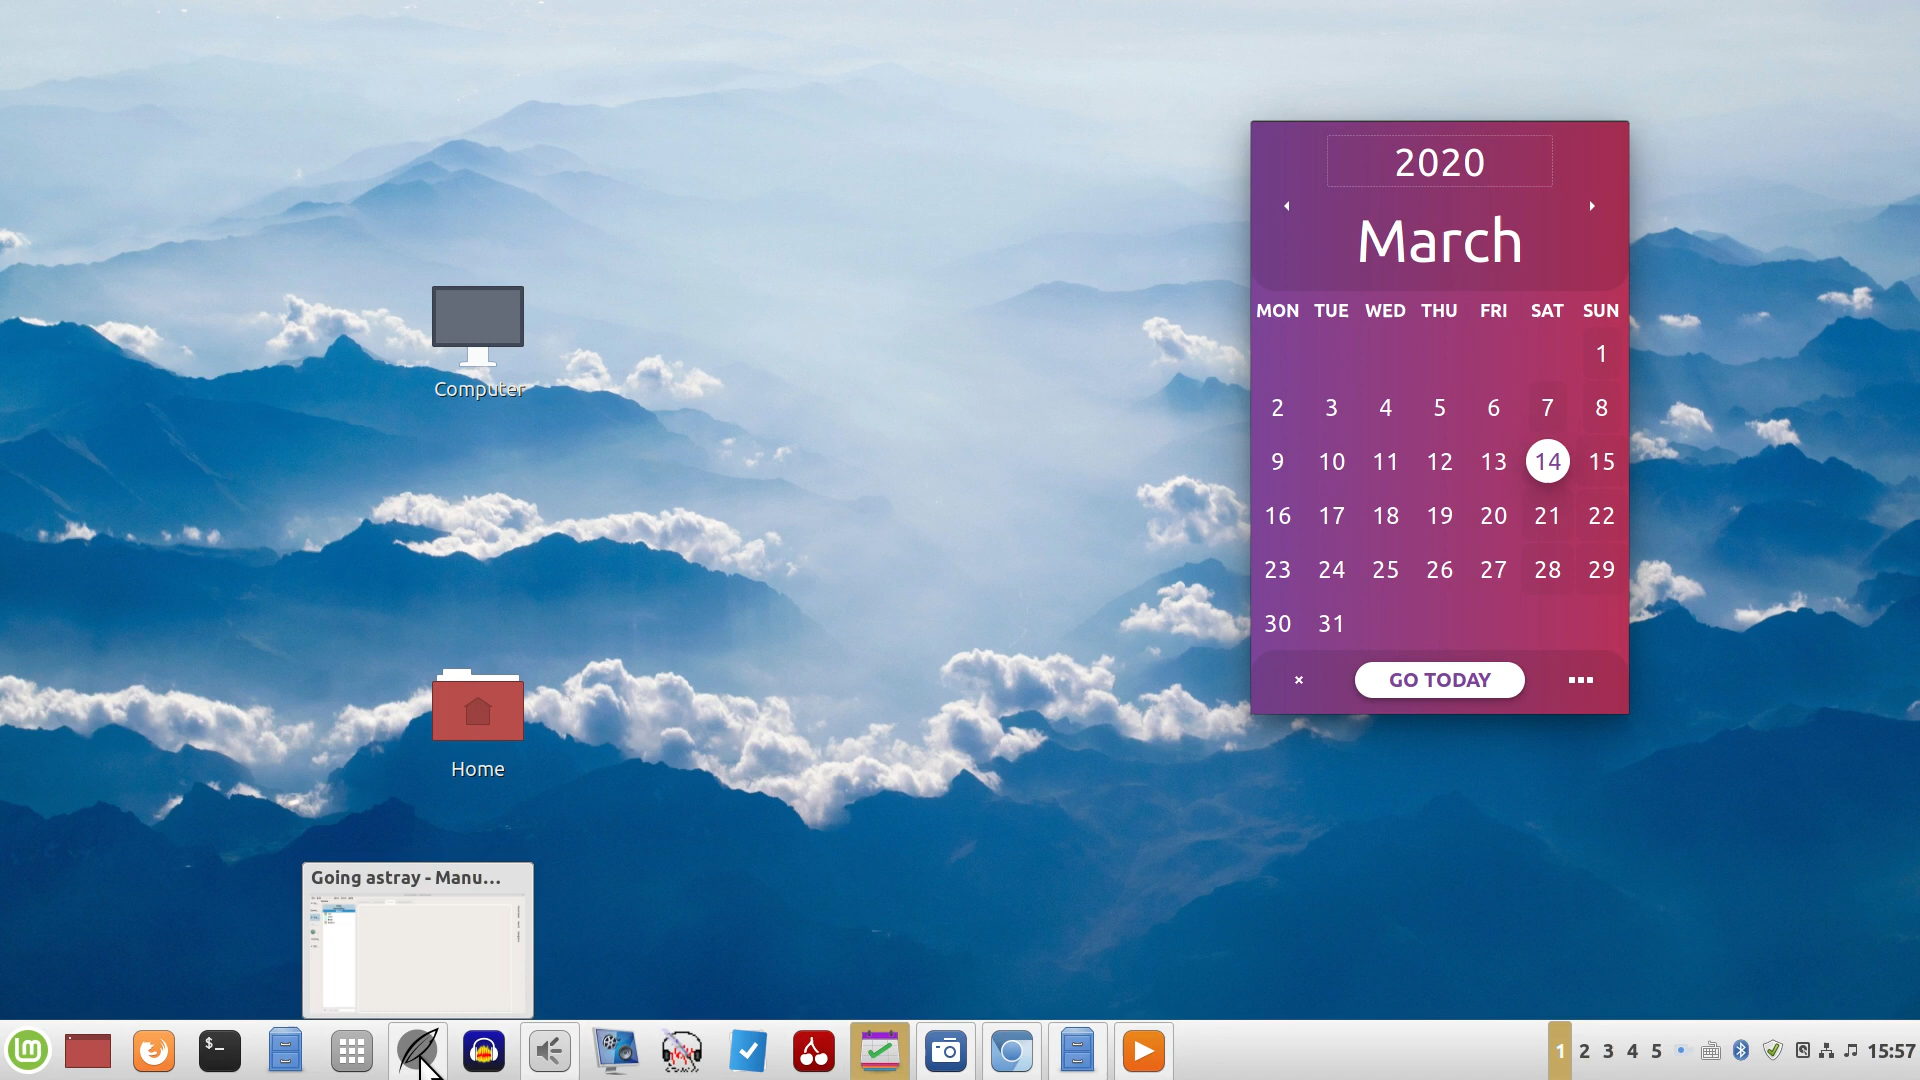 2020
March
MON TUE WED THU FRI SAT SUN
1
2 3 4 5 6 7 8
9 10 11 12 13 14 15
16 17 18 19 20 21 22
23 24 25 26 27 28 29
30 31
GO TODAY
Computer
Home
Going astray - Manu...
$_
1 2 3 4 5
15:57